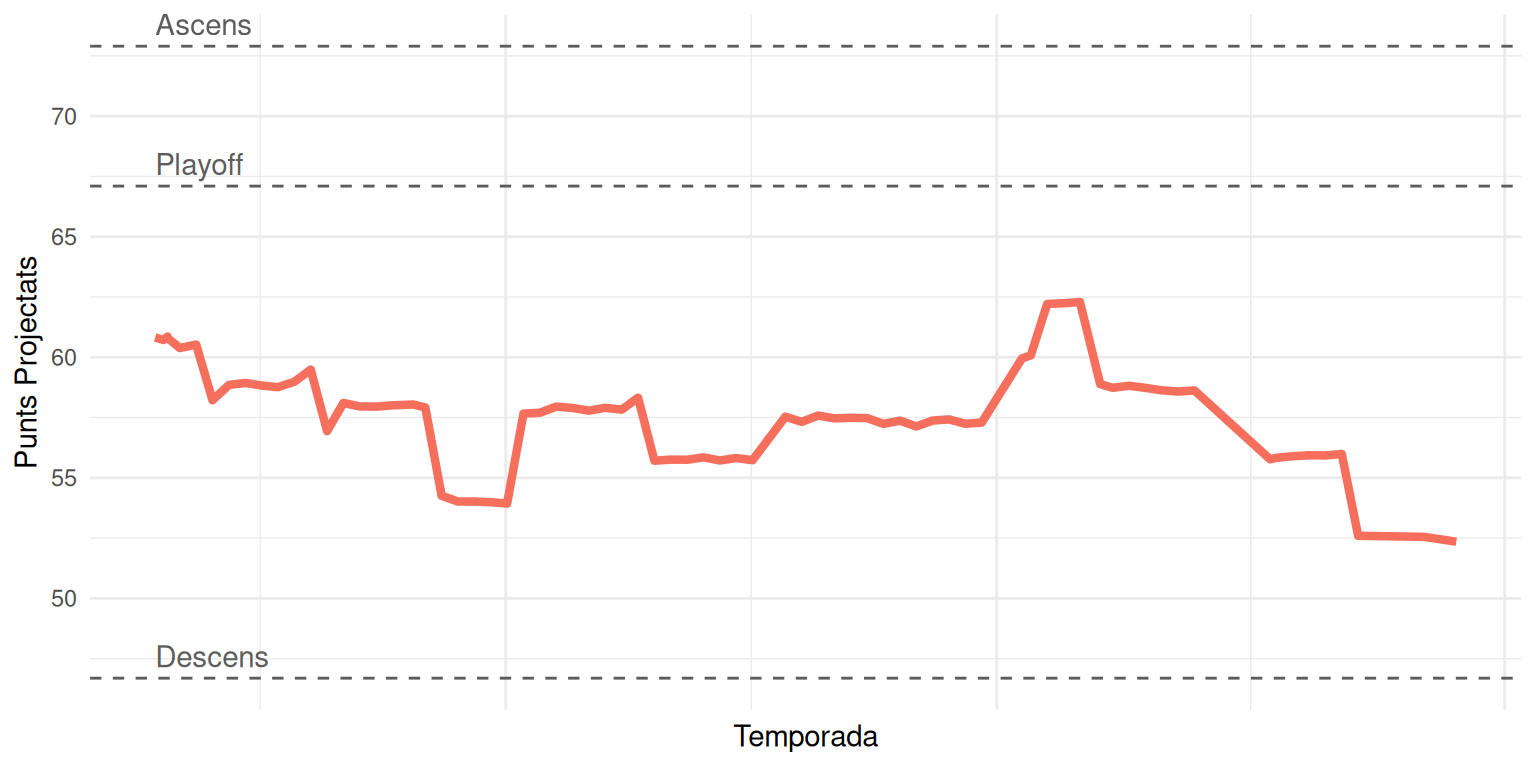 Ascens
70
Playoff
65
60
55
50
Descens
Punts Projectats
Temporada